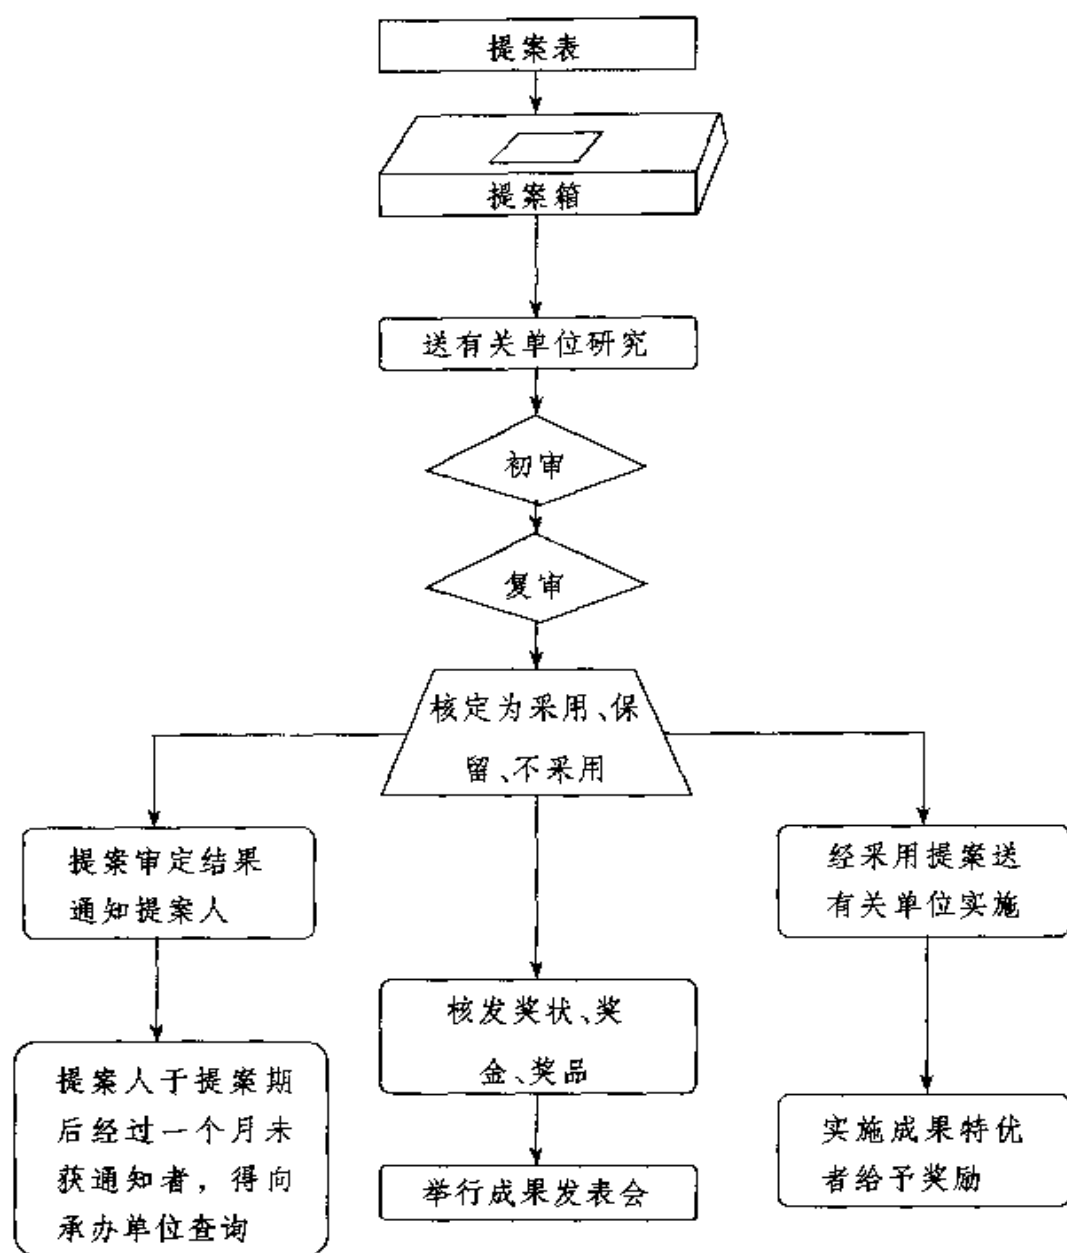 提案表
提案箱
送有关单位研究
初审
复审
核定为采用、保
留、不采用
提案审定结果
通知提案人
经采用提案送
有关单位实施
核发奖状、奖
金、奖品
提案人于提案期
后经过一个月未
获通知者，得向
承办单位查询
实施成果特优
者给予奖励
举行成果发表会